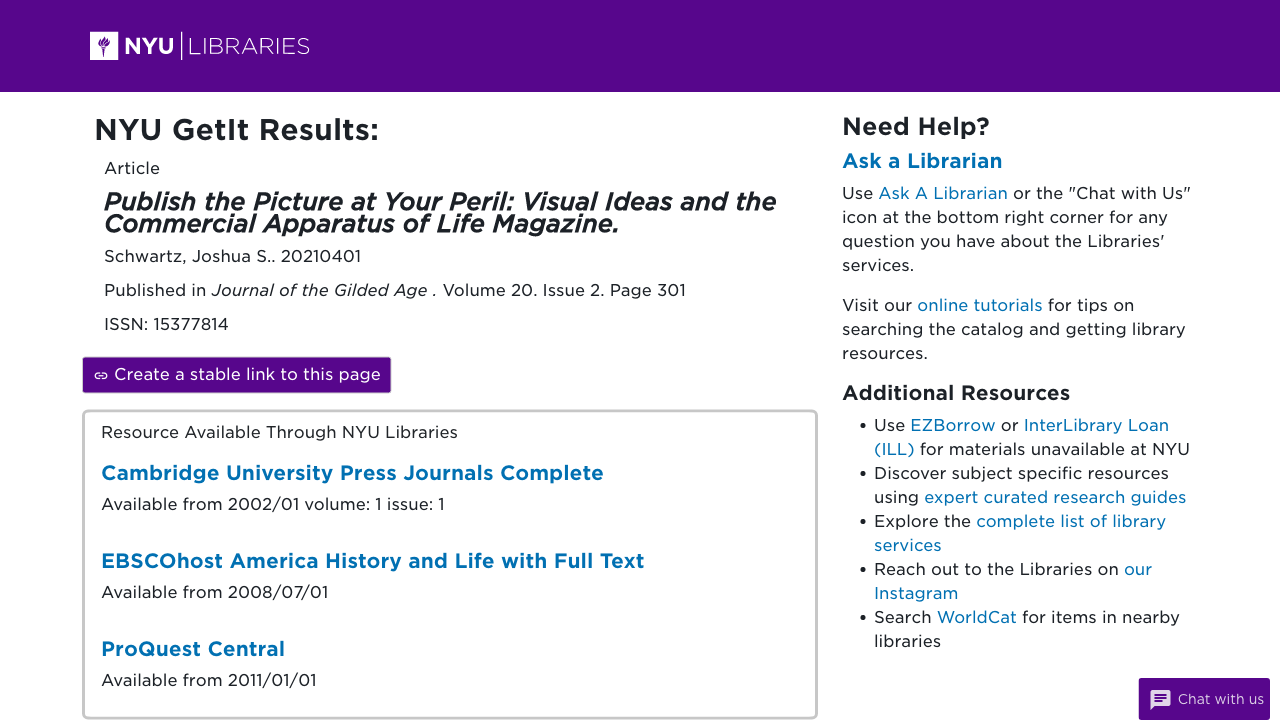 NYU LIBRARIES
NYU GetIt Results:
Article
Publish the Picture at Your Peril: Visual Ideas and the
Commercial Apparatus of Life Magazine.
Schwartz, Joshua S.. 20210401
Published in Journal of the Gilded Age . Volume 20. Issue 2. Page 301
ISSN: 15377814
Create a stable link to this page
Resource Available Through NYU Libraries
Cambridge University Press Journals Complete
Available from 2002/01 volume: 1 issue: 1
EBSCOhost America History and Life with Full Text
Available from 2008/07/01
ProQuest Central
Available from 2011/01/01
Need Help?
Ask a Librarian
Use Ask A Librarian or the "Chat with Us"
icon at the bottom right corner for any
question you have about the Libraries'
services.
Visit our online tutorials for tips on
searching the catalog and getting library
resources.
Additional Resources
• Use EZBorrow or InterLibrary Loan
(ILL) for materials unavailable at NYU
• Discover subject specific resources
using expert curated research guides
• Explore the complete list of library
services
• Reach out to the Libraries on our
Instagram
• Search WorldCat for items in nearby
libraries
Chat with us